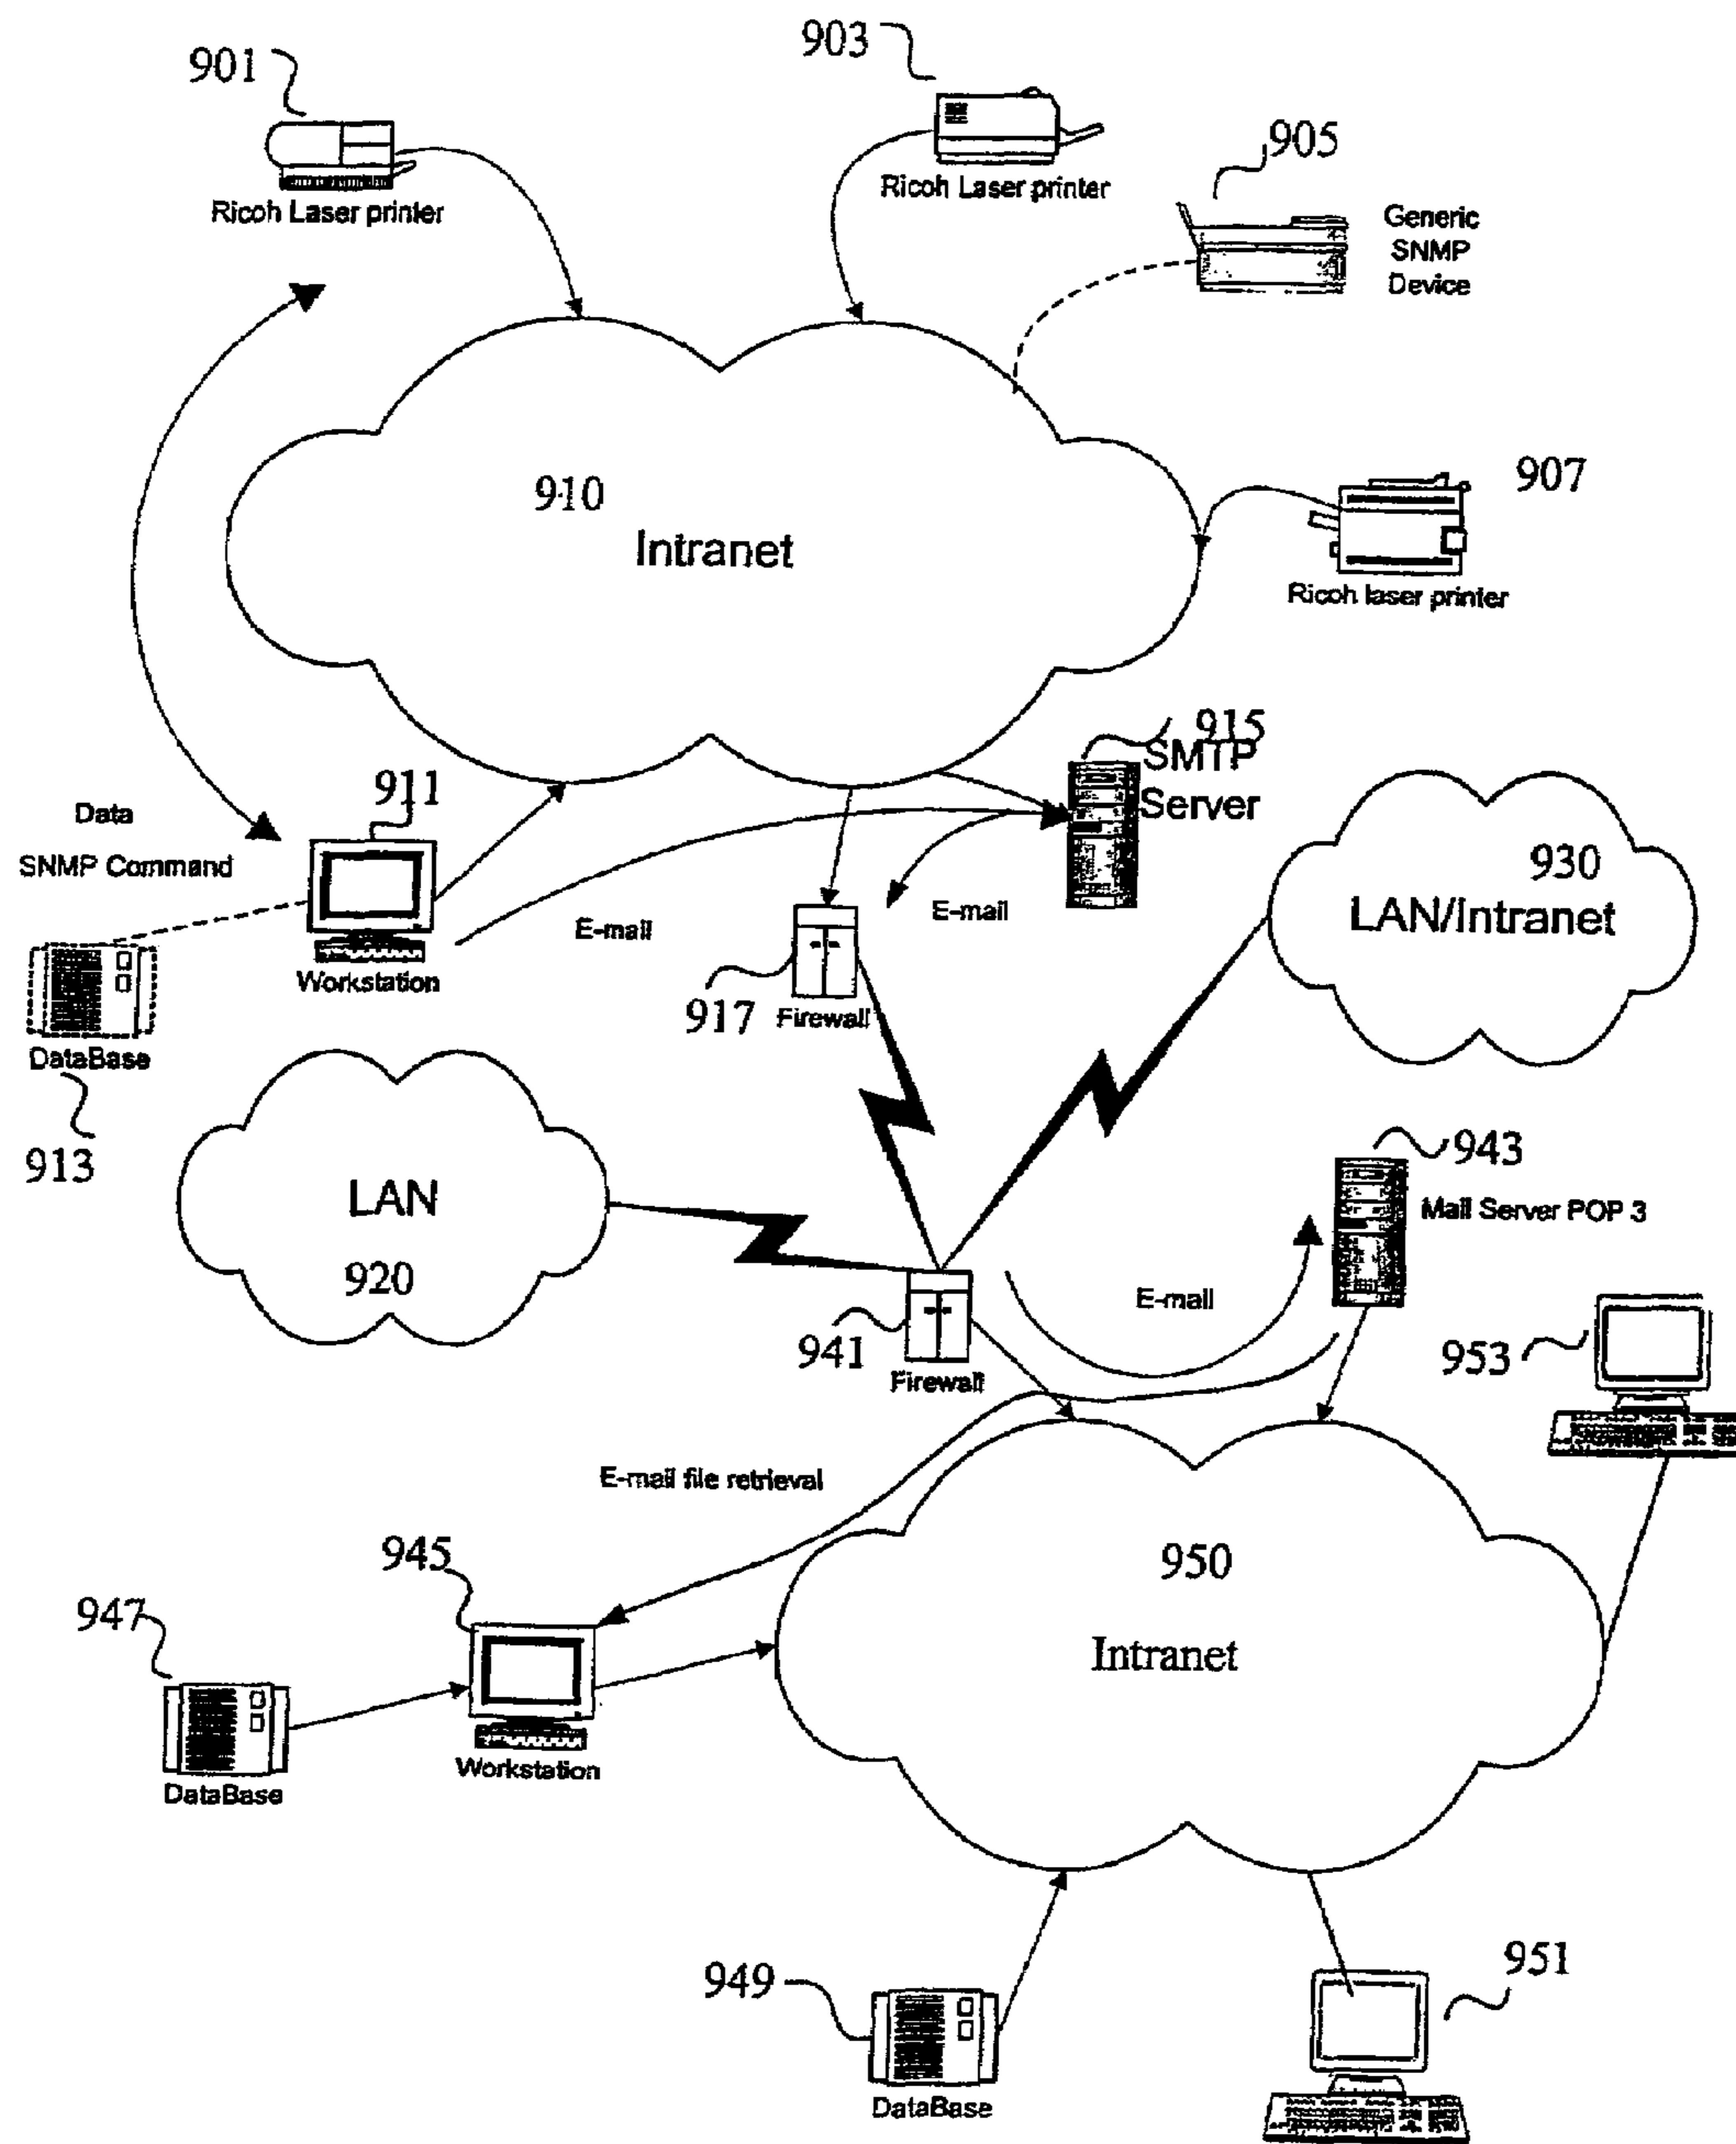 901
903
905
Ricoh Laser printer
Ricoh Laser printer
Generic
SNMP
Device
910
Intranet
907
Ricoh laser printer
915
SMTP
Server
911
Data
SNMP Command
Workstation
E-mail
E-mail
930
LAN/Intranet
917
Firewall
DataBase
913
LAN
920
943
Mail Server POP 3
E-mail
941
Firewall
953
E-mail file retrieval
945
950
Intranet
947
Workstation
DataBase
949
DataBase
951